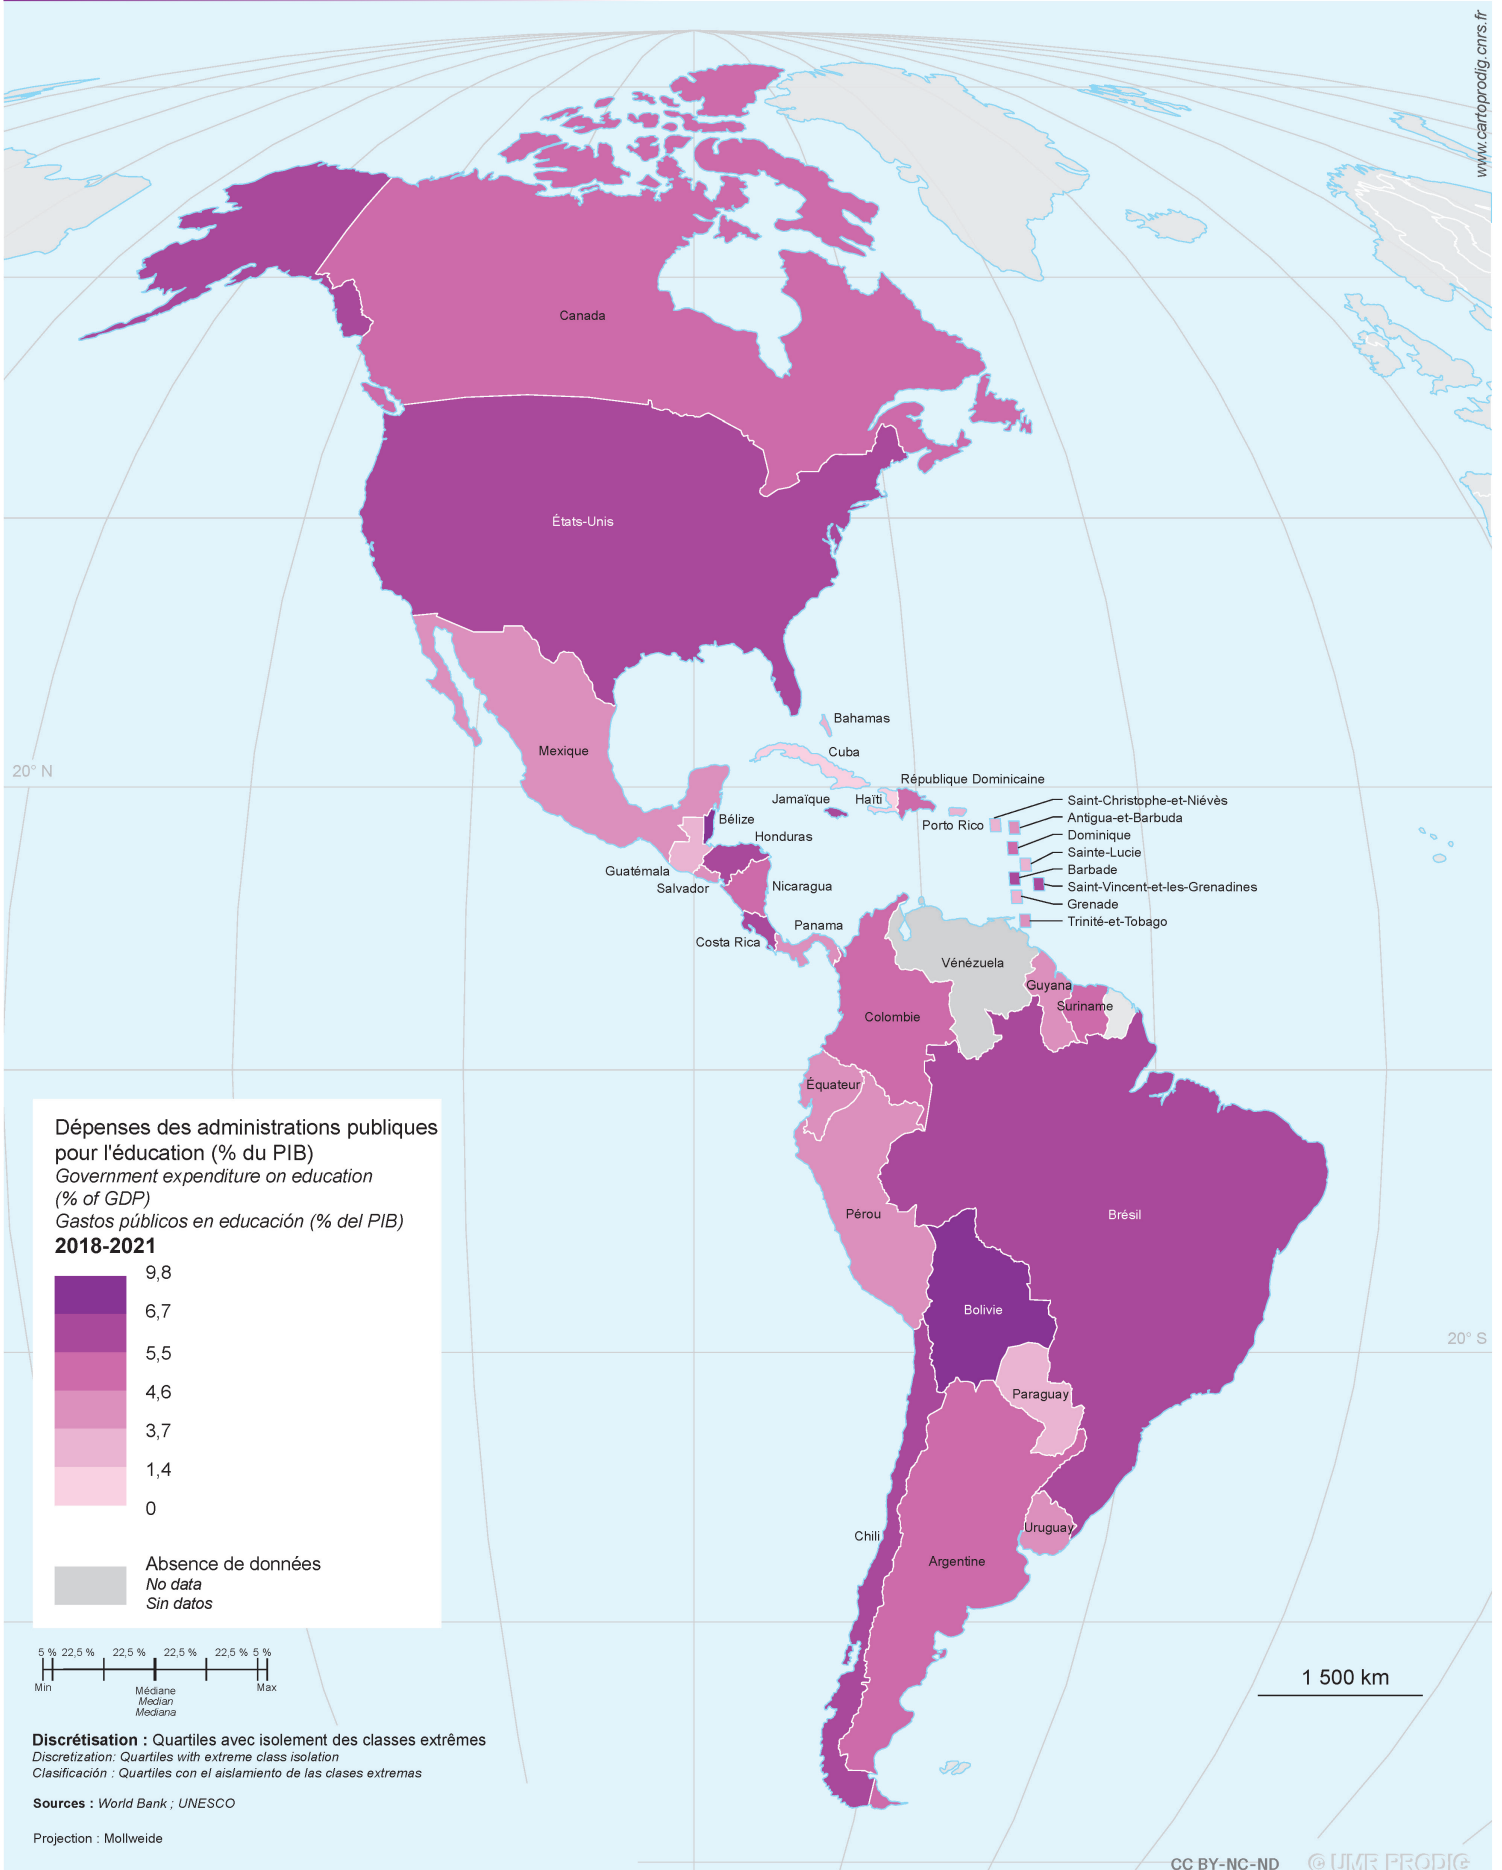 www.cartoprodig.cnrs.fr
Canada
États-Unis
Mexique
Bahamas
Cuba
20° N
République Dominicaine
Jamaïque
Haïti
Saint-Christophe-et-Niévès
Porto Rico
Antigua-et-Barbuda
Bélize
Dominique
Honduras
Sainte-Lucie
Guatémala
Barbade
Salvador
Nicaragua
Saint-Vincent-et-les-Grenadines
Grenade
Panama
Trinité-et-Tobago
Costa Rica
Vénézuela
Guyana
Suriname
Colombie
Équateur
Pérou
Brésil
Bolivie
20° S
Paraguay
Uruguay
Chili
Argentine
Dépenses des administrations publiques
pour l'éducation (% du PIB)
Government expenditure on education
(% of GDP)
Gastos públicos en educación (% del PIB)
2018-2021
9,8
6,7
5,5
4,6
3,7
1,4
0
Absence de données
No data
Sin datos
5 % 22,5 % 22,5 % 22,5 % 22,5 % 5 %
Min Médiane Max
Median
Mediana
1 500 km
Discrétisation : Quartiles avec isolement des classes extrêmes
Discretization: Quartiles with extreme class isolation
Clasificación : Quartiles con el aislamiento de las clases extremas
Sources : World Bank ; UNESCO
Projection : Mollweide
CC BY-NC-ND © UMR PRODIG